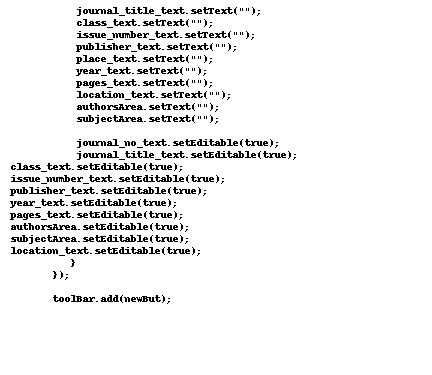 journal_title_text.setText("");
class_text.setText("");
issue_number_text.setText("");
publisher_text.setText("");
place_text.setText("");
year_text.setText("");
pages_text.setText("");
location_text.setText("");
authorsArea.setText("");
subjectArea.setText("");
journal_no_text.setEditable(true);
journal_title_text.setEditable(true);
class_text.setEditable(true);
issue_number_text.setEditable(true);
publisher_text.setEditable(true);
year_text.setEditable(true);
pages_text.setEditable(true);
authorsArea.setEditable(true);
subjectArea.setEditable(true);
location_text.setEditable(true);
}
});
toolBar.add(newBut);